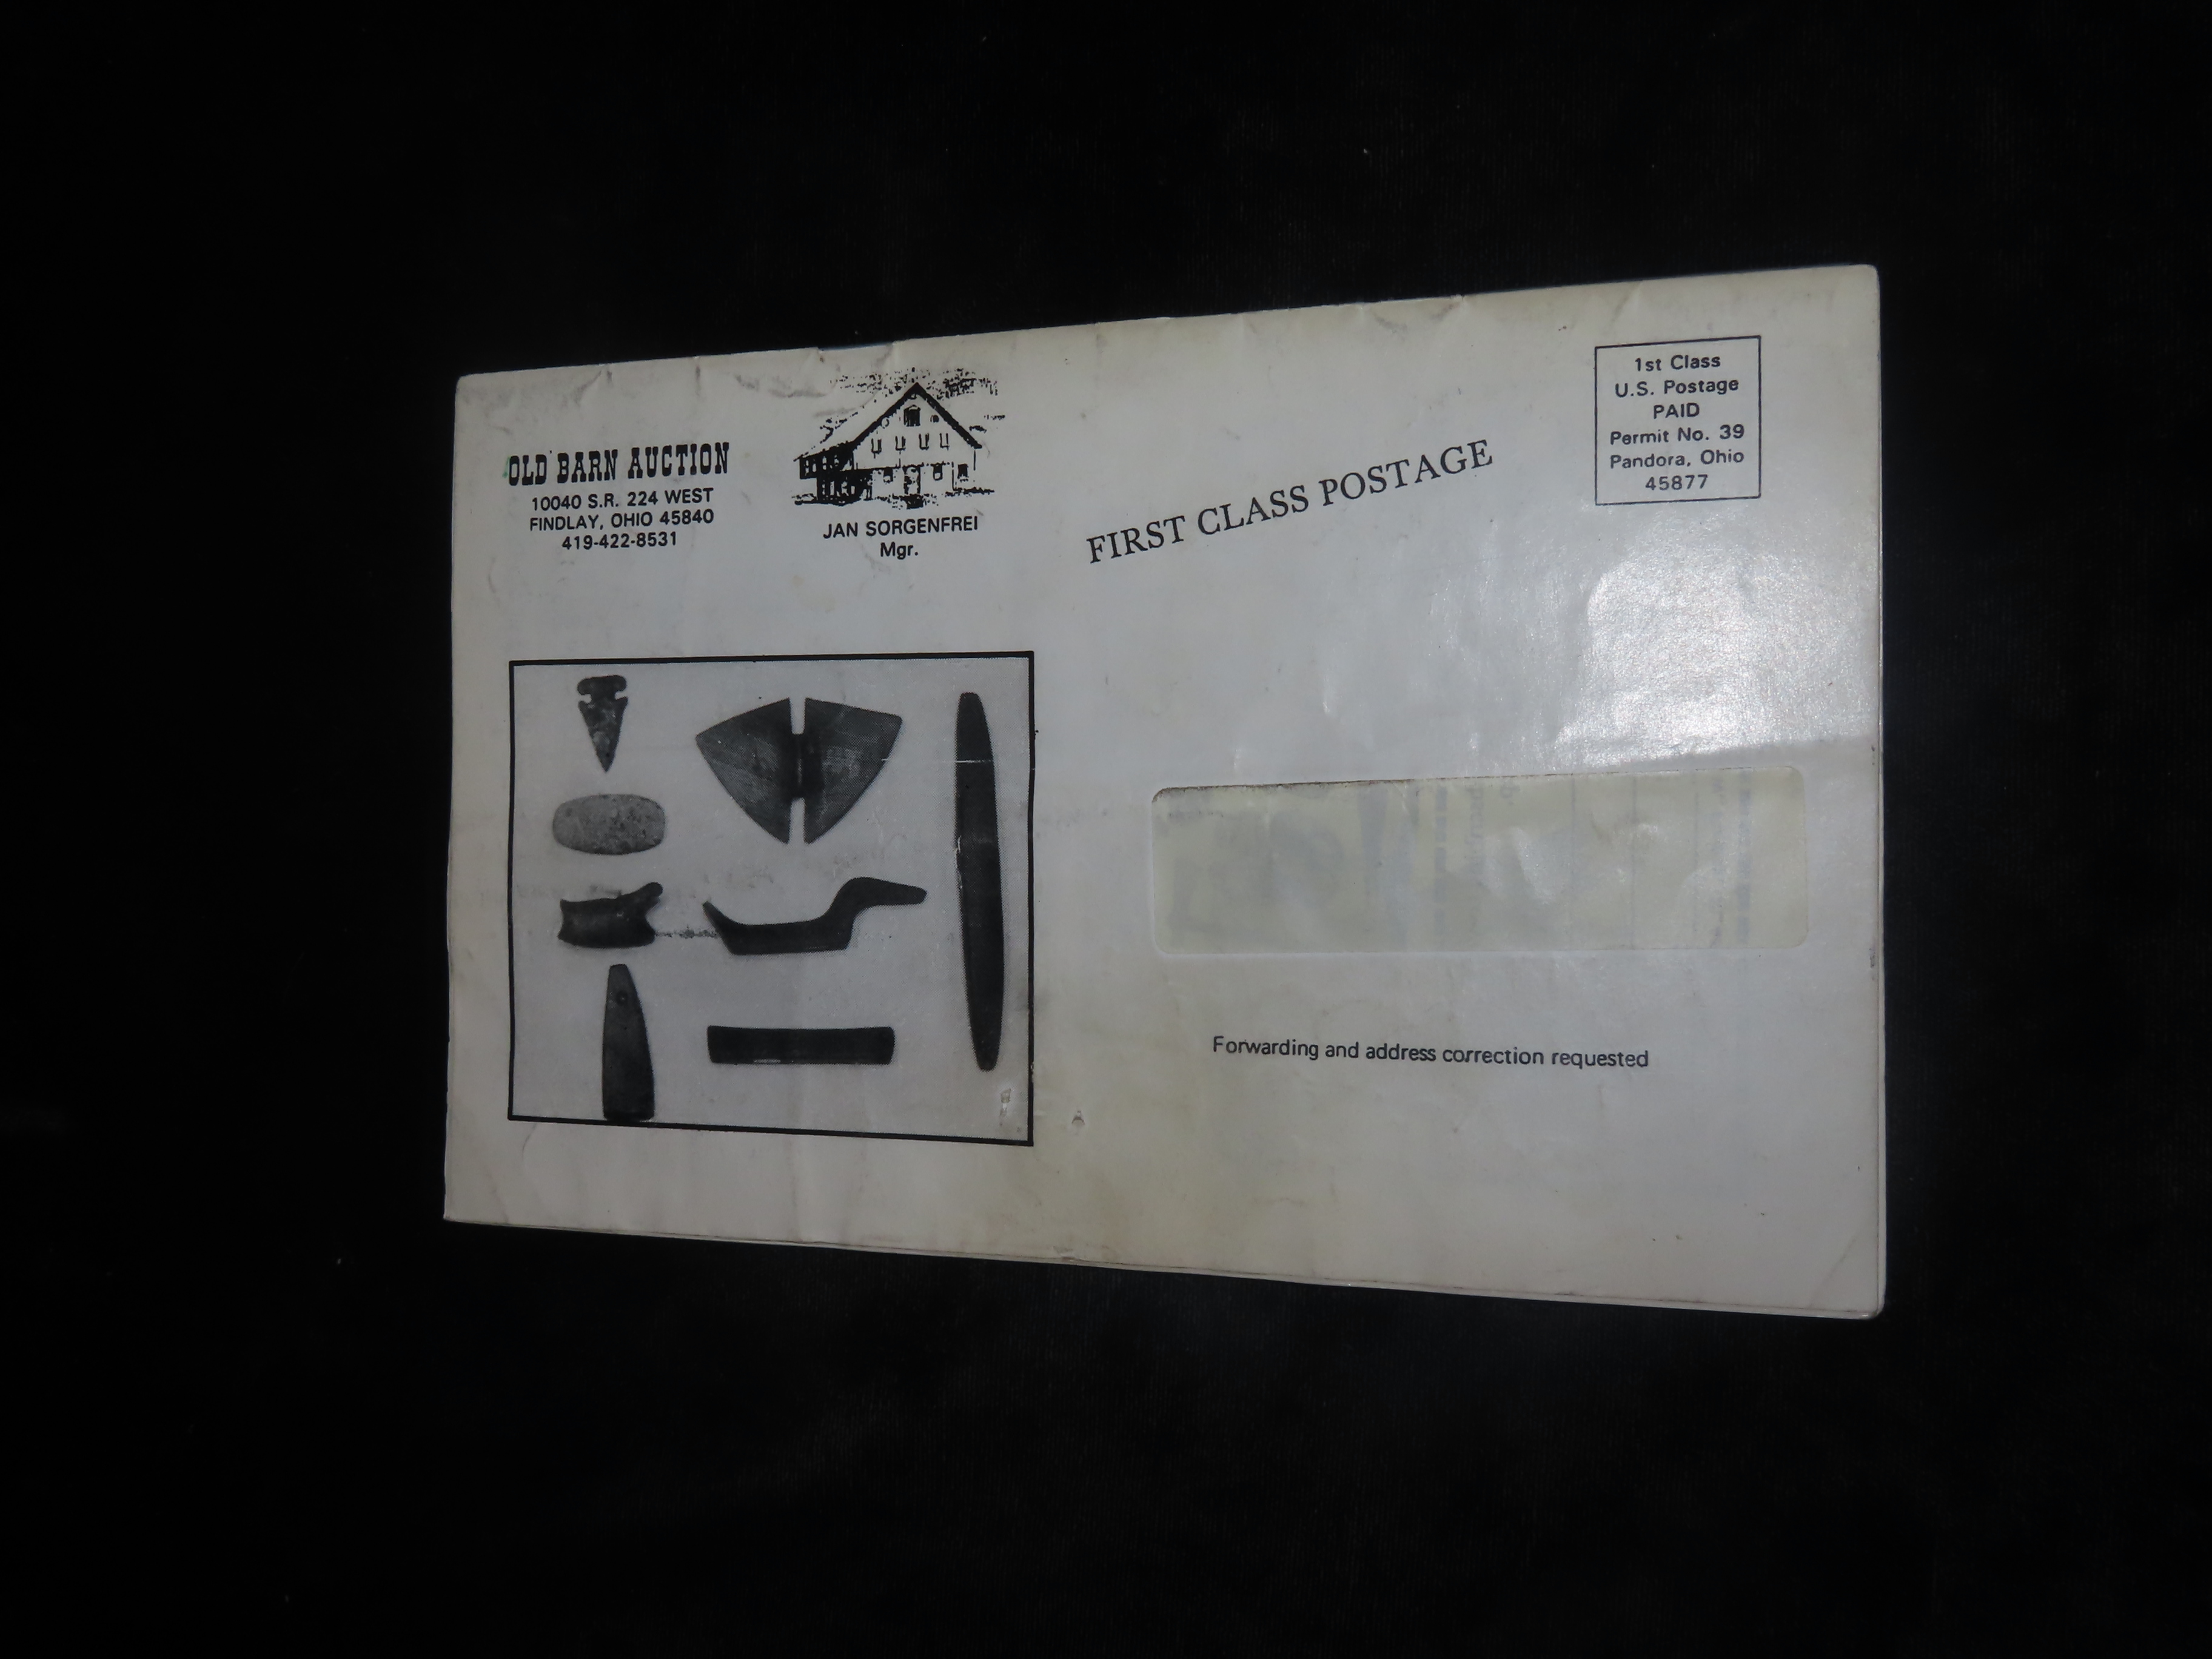 OLD BARN AUCTION
10040 S.R. 224 WEST
FINDLAY, OHIO 45840
419-422-8531
JAN SORGENFREI
Mgr.
FIRST CLASS POSTAGE
1st Class
U.S. Postage
PAID
Permit No. 39
Pandora, Ohio
45877
Forwarding and address correction requested